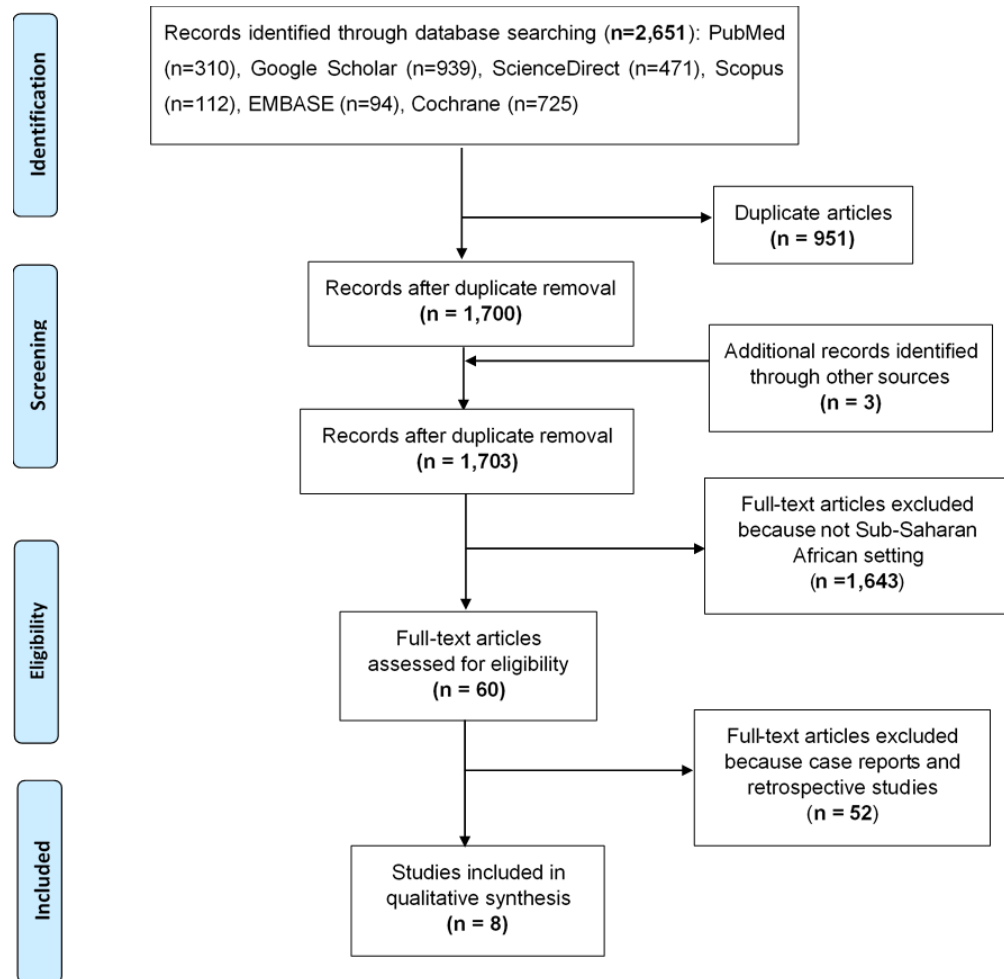 Identification
Records identified through database searching (n=2,651): PubMed
(n=310), Google Scholar (n=939), ScienceDirect (n=471), Scopus
(n=112), EMBASE (n=94), Cochrane (n=725)
Duplicate articles
(n = 951)
Screening
Records after duplicate removal
(n = 1,700)
Additional records identified
through other sources
(n = 3)
Records after duplicate removal
(n = 1,703)
Full-text articles excluded
because not Sub-Saharan
African setting
(n =1,643)
Eligibility
Full-text articles
assessed for eligibility
(n = 60)
Full-text articles excluded
because case reports and
retrospective studies
(n = 52)
Included
Studies included in
qualitative synthesis
(n = 8)